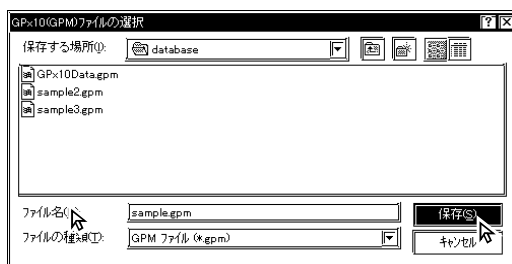 GPx10(GPM)ファイルの選択
保存する場所(I):
database
GPx10Data.gpm
sample2.gpm
sample3.gpm
ファイル名
sample.gpm
保存(S)
ファイルの種類(T):
GPM ファイル (*.gpm)
キャンセル